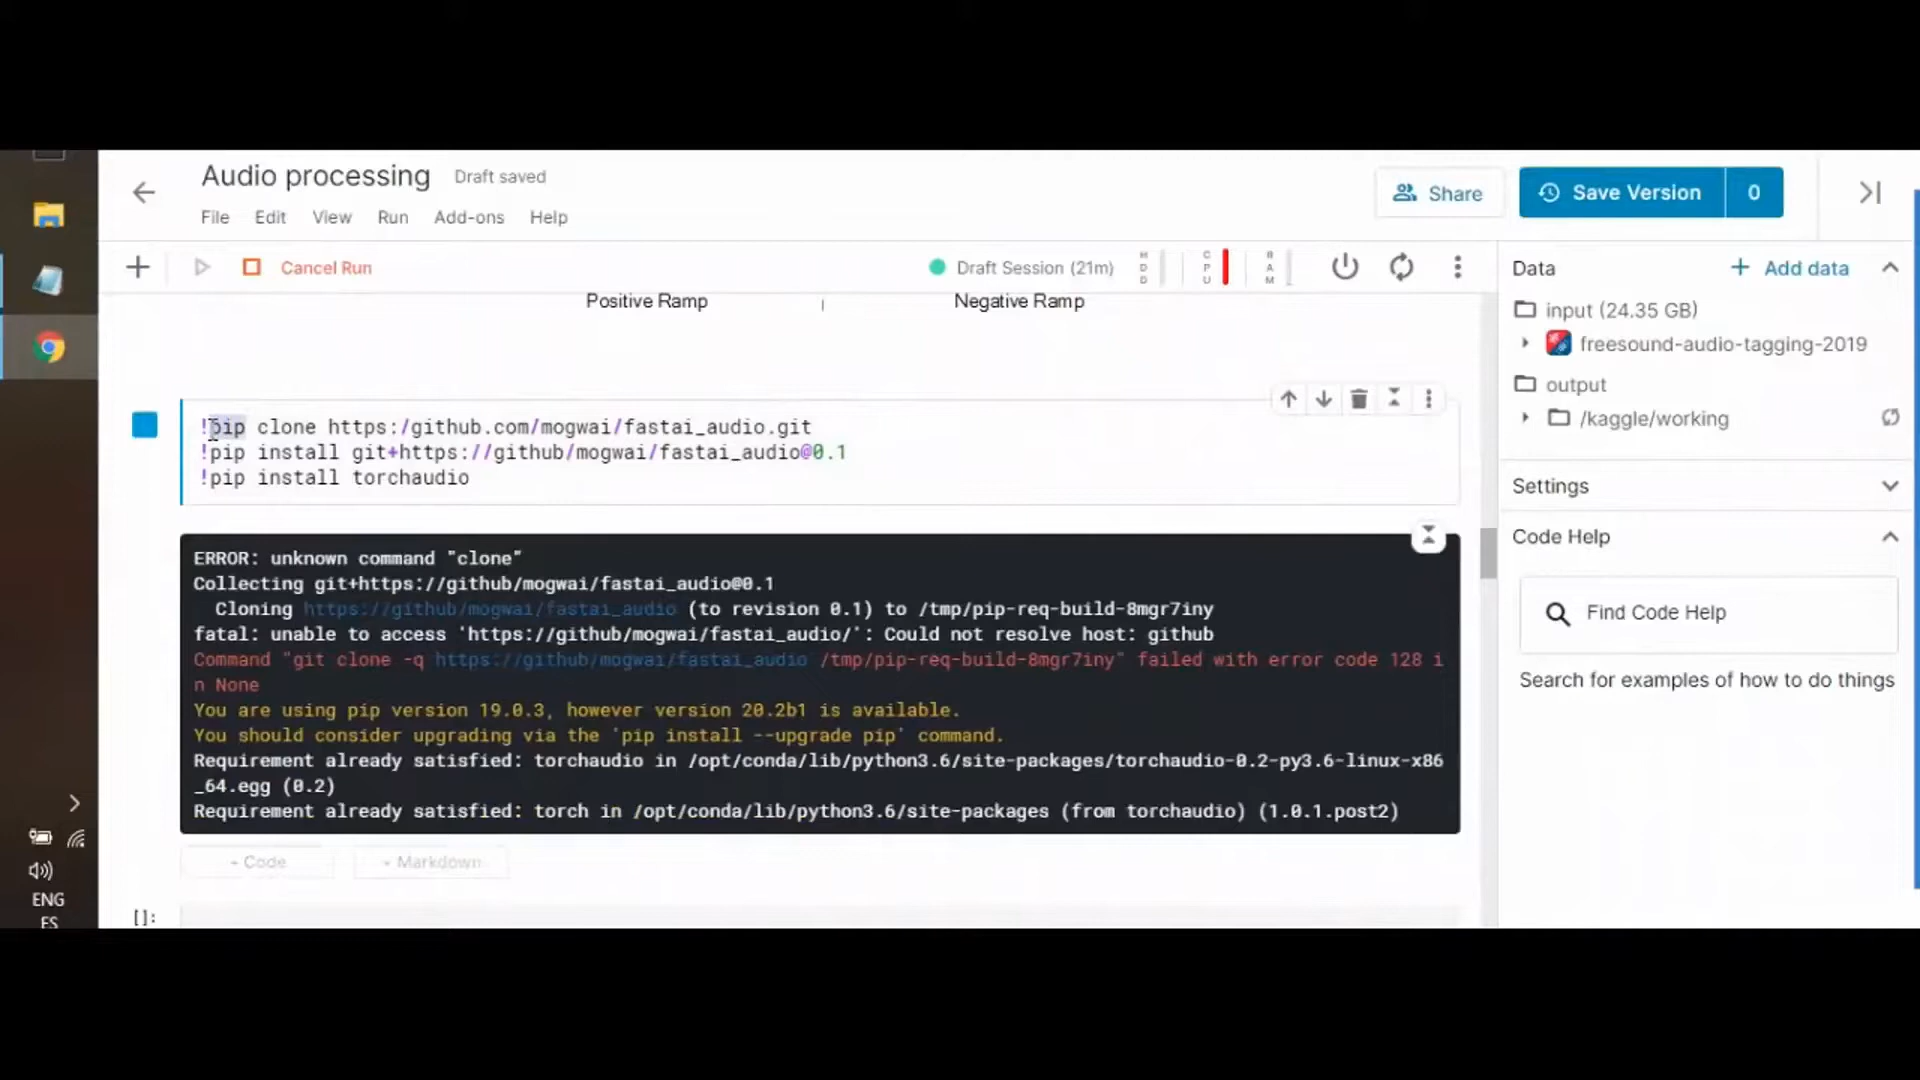 Audio processing Draft saved
File Edit View Run Add-ons Help
Share
Save Version 0
Cancel Run
Draft Session (21m)
HDD
CPU
RAM
Positive Ramp Negative Ramp
!pip clone https:/github.com/mogwai/fastai_audio.git
!pip install git+https://github/mogwai/fastai_audio@0.1
!pip install torchaudio
ERROR: unknown command "clone"
Collecting git+https://github/mogwai/fastai_audio@0.1
Cloning https://github/mogwai/fastai_audio (to revision 0.1) to /tmp/pip-req-build-8mgr7iny
fatal: unable to access 'https://github/mogwai/fastai_audio/': Could not resolve host: github
Command "git clone -q https://github/mogwai/fastai_audio /tmp/pip-req-build-8mgr7iny" failed with error code 128 i
n None
You are using pip version 19.0.3, however version 20.2b1 is available.
You should consider upgrading via the 'pip install --upgrade pip' command.
Requirement already satisfied: torchaudio in /opt/conda/lib/python3.6/site-packages/torchaudio-0.2-py3.6-linux-x86
_64.egg (0.2)
Requirement already satisfied: torch in /opt/conda/lib/python3.6/site-packages (from torchaudio) (1.0.1.post2)
+ Code + Markdown
[]:
Data
+ Add data
input (24.35 GB)
freesound-audio-tagging-2019
output
/kaggle/working
Settings
Code Help
Find Code Help
Search for examples of how to do things
ENG
ES